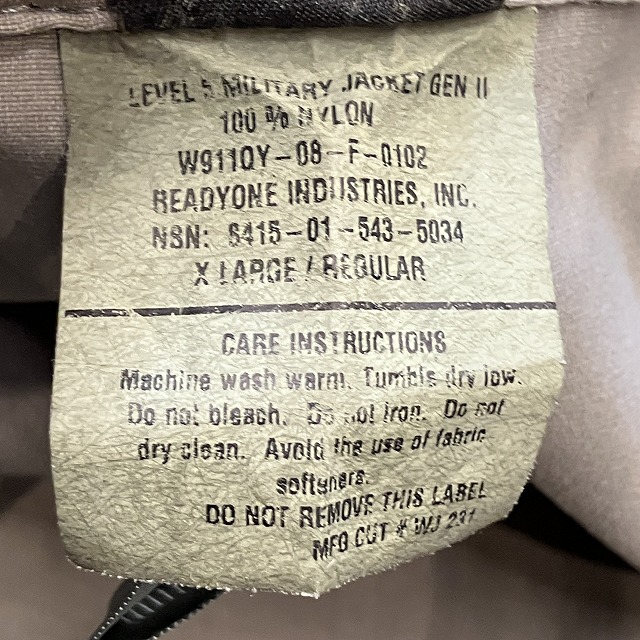 LEVEL 5 MILITARY JACKET GEN II
100 % NYLON
W911QY-08-F-0102
READYONE INDUSTRIES, INC.
NSN: 8415-01-543-5034
X LARGE / REGULAR
CARE INSTRUCTIONS
Machine wash warm. Tumble dry low.
Do not bleach. Do not iron. Do not
dry clean. Avoid the use of fabric
softeners.
DO NOT REMOVE THIS LABEL
MFG CUT # WJ 231